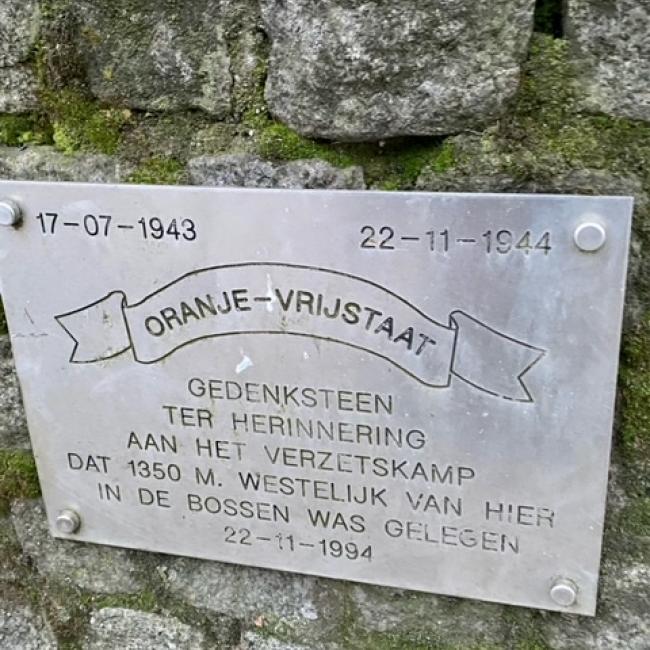 17-07-1943 22-11-1944
ORANJE-VRIJSTAAT
GEDENKSTEEN
TER HERINNERING
AAN HET VERZETSKAMP
DAT 1350 M. WESTELIJK VAN HIER
IN DE BOSSEN WAS GELEGEN
22-11-1994